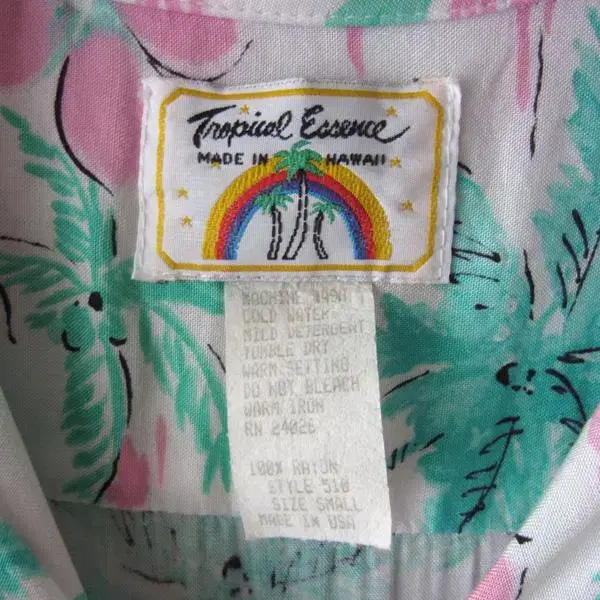 Tropical Essence
MADE IN HAWAII
MACHINE WASH
COLD WATER
MILD DETERGENT
TUMBLE DRY
WARM SETTING
DO NOT BLEACH
WARM IRON
RN 24026
100% RAYON
STYLE 510
SIZE SMALL
MADE IN USA